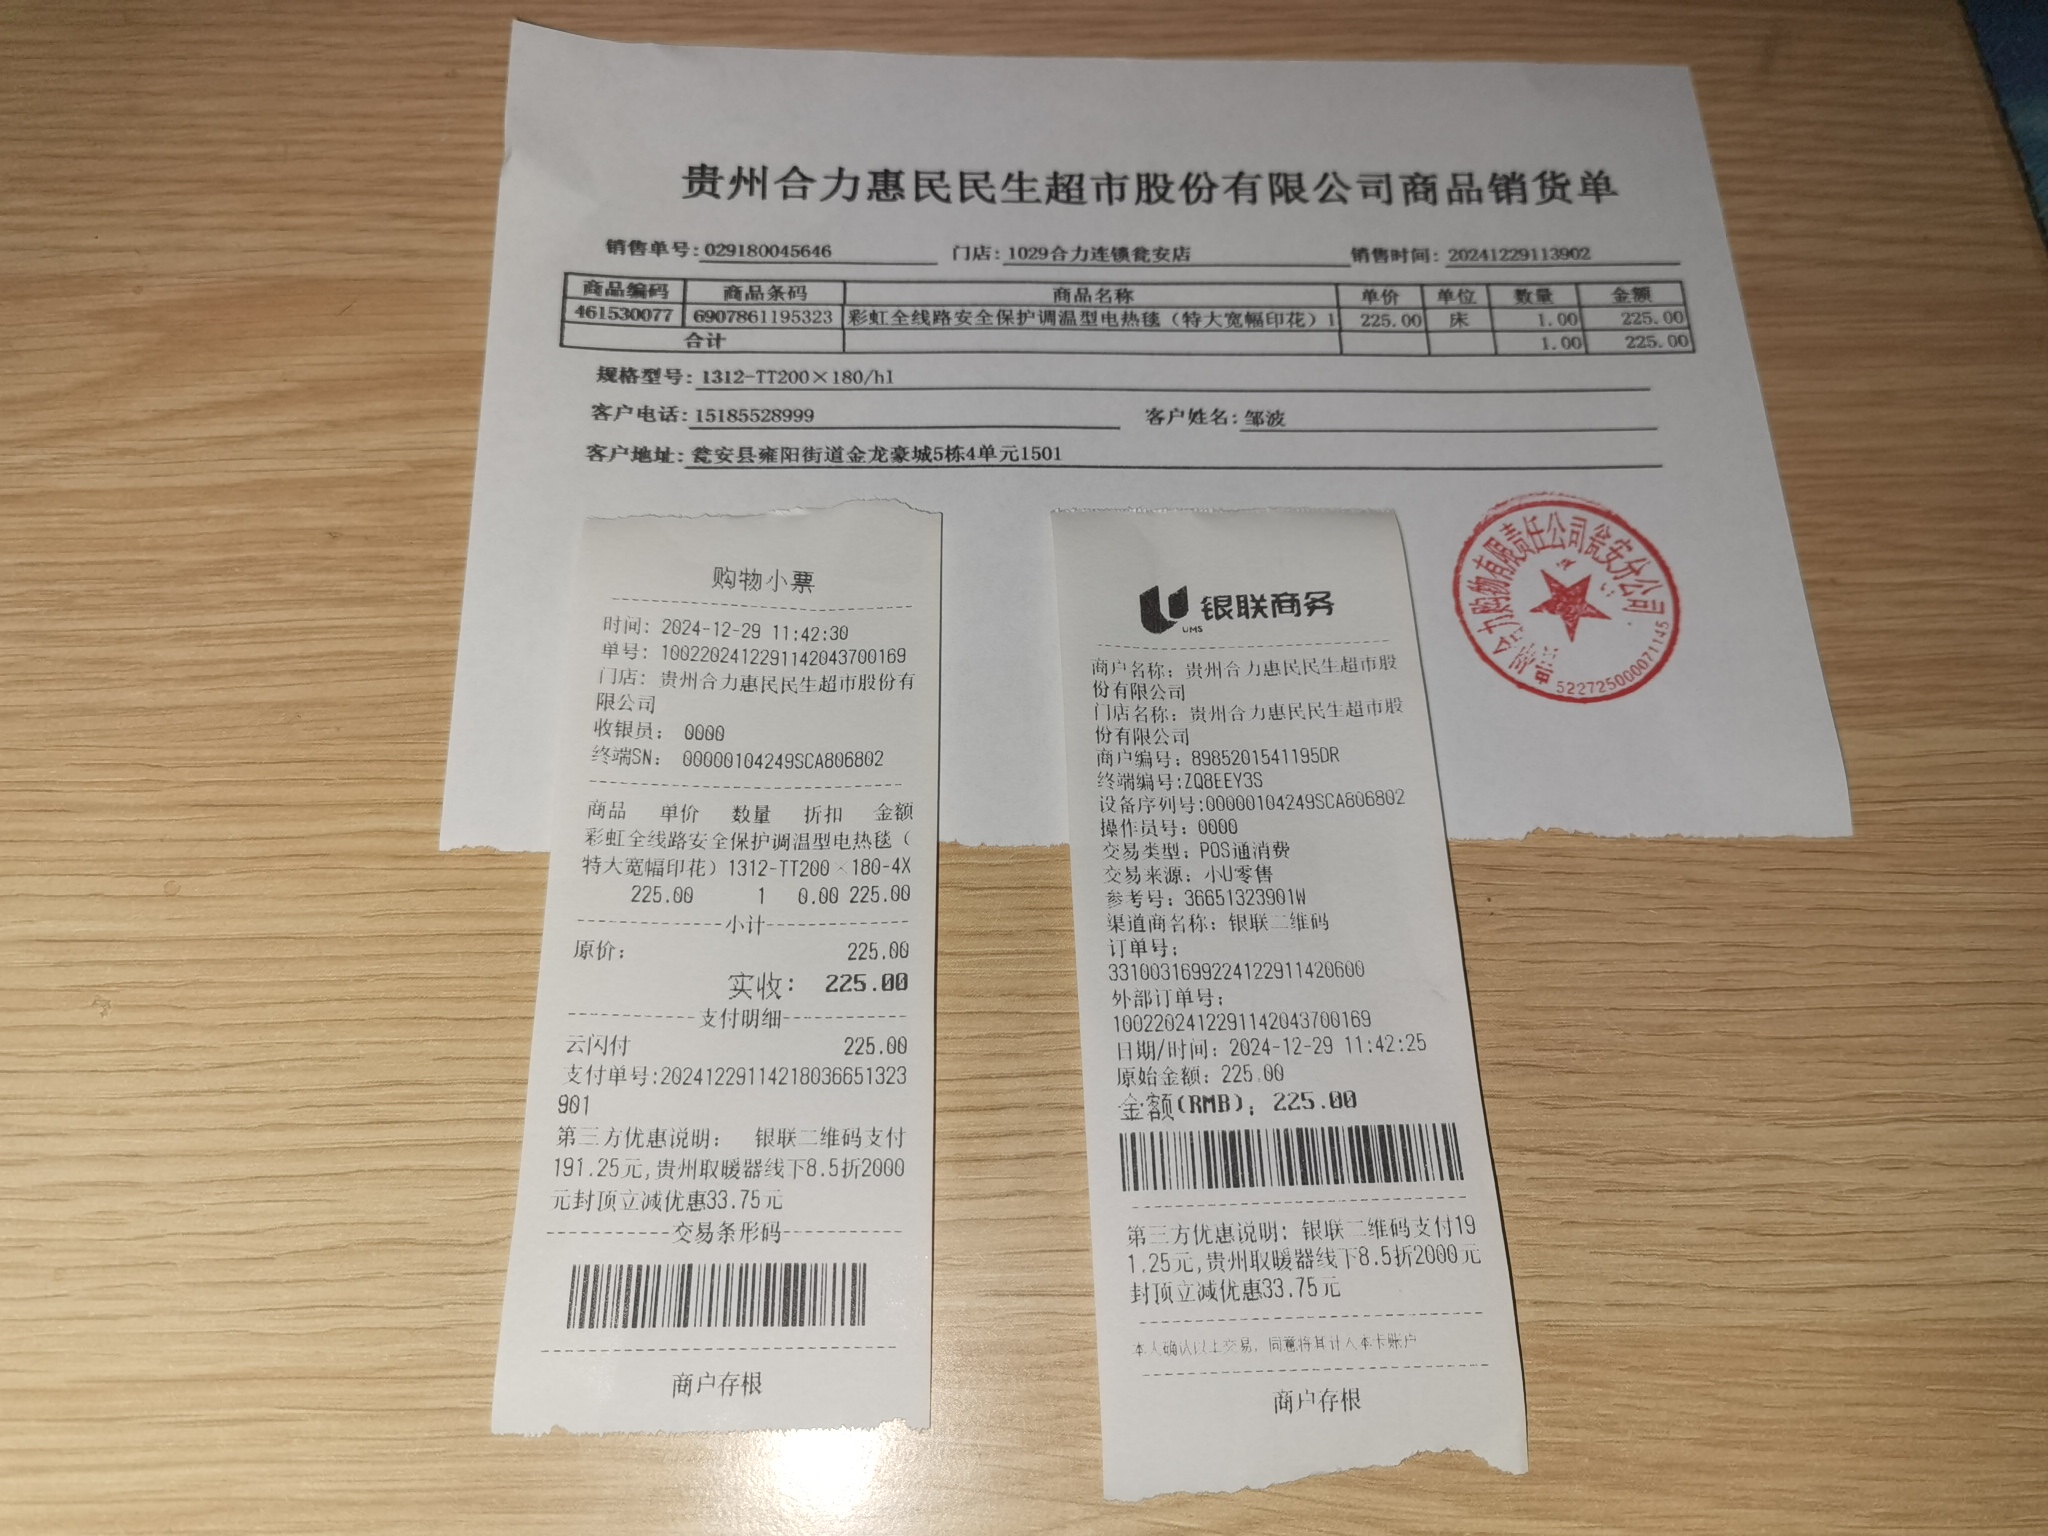 贵州合力惠民民生超市股份有限公司商品销货单
销售单号：029180045646 门店：1029合力连锁瓮安店 销售时间：20241229113902
商品编码 商品条码 商品名称 单价 单位 数量 金额
461530077 6907861195323 彩虹全线路安全保护调温型电热毯（特大宽幅印花）1 225.00 床 1.00 225.00
合计 1.00 225.00
规格型号：1312-TT200×180/h1
客户电话：15185528999 客户姓名：邹波
客户地址：瓮安县雍阳街道金龙豪城5栋4单元1501
购物小票
时间：2024-12-29 11:42:30
单号：1002202412291142043700169
门店：贵州合力惠民民生超市股份有
限公司
收银员：0000
终端SN：00000104249SCA806802
商品 单价 数量 折扣 金额
彩虹全线路安全保护调温型电热毯（
特大宽幅印花）1312-TT200×180-4X
225.00 1 0.00 225.00
小计
原价：225.00
实收：225.00
支付明细
云闪付 225.00
支付单号:20241229114218036651323
901
第三方优惠说明：银联二维码支付
191.25元,贵州取暖器线下8.5折2000
元封顶立减优惠33.75元
交易条形码
商户存根
银联商务
UMS
商户名称：贵州合力惠民民生超市股
份有限公司
门店名称：贵州合力惠民民生超市股
份有限公司
商户编号：8985201541195DR
终端编号:ZQ8EEY3S
设备序列号:00000104249SCA806802
操作员号：0000
交易类型：POS通消费
交易来源：小U零售
参考号：36651323901W
渠道商名称：银联二维码
订单号：
33100316992241229114206​00
外部订单号：
1002202412291142043700169
日期/时间：2024-12-29 11:42:25
原始金额：225.00
金额(RMB)：225.00
第三方优惠说明：银联二维码支付19
1.25元,贵州取暖器线下8.5折2000元
封顶立减优惠33.75元
本人确认以上交易，同意将其计入本卡账户
商户存根
贵州合力购物有限责任公司瓮安分公司
522725000071145